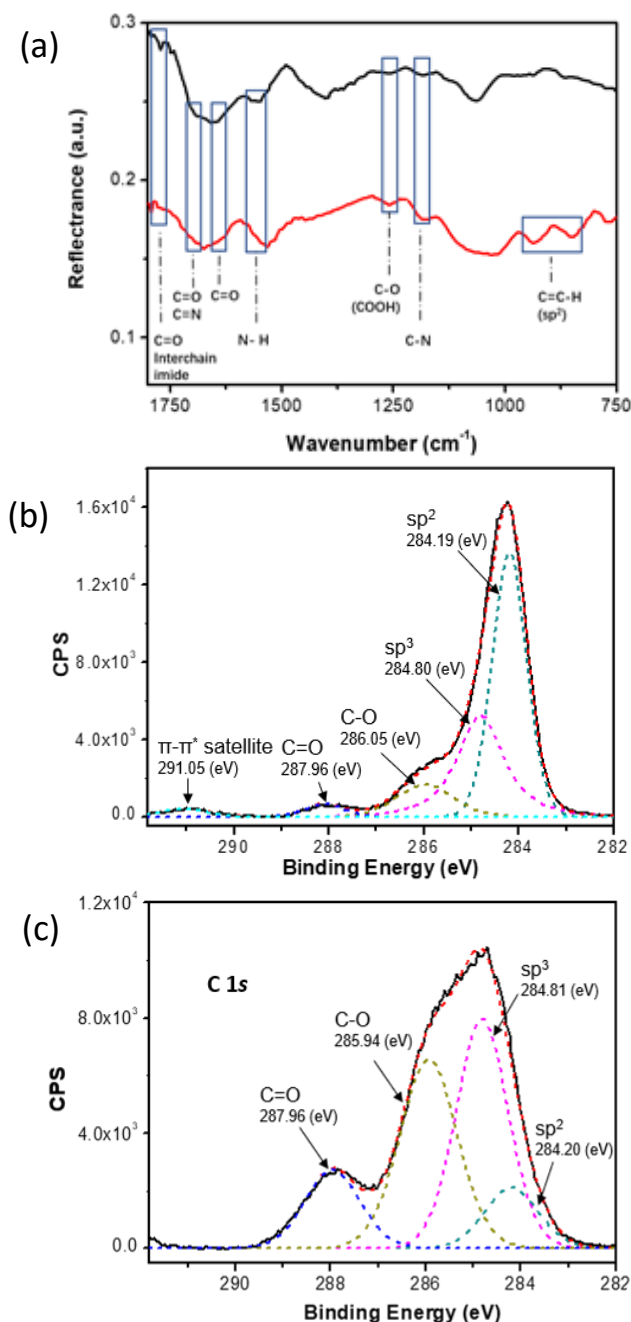 (a)
0.3
0.2
0.1
Reflectrance (a.u.)
C=O
Interchain
imide
C=O
C≡N
C=O
N- H
C-O
(COOH)
C-N
C=C-H
(sp²)
1750 1500 1250 1000 750
Wavenumber (cm⁻¹)
(b)
1.6x10⁴
1.2x10⁴
8.0x10³
4.0x10³
0.0
CPS
sp²
284.19 (eV)
sp³
284.80 (eV)
C-O
286.05 (eV)
C=O
287.96 (eV)
π-π* satellite
291.05 (eV)
290 288 286 284 282
Binding Energy (eV)
(c)
1.2x10⁴
8.0x10³
4.0x10³
0.0
CPS
C 1s
sp³
284.81 (eV)
C-O
285.94 (eV)
C=O
287.96 (eV)
sp²
284.20 (eV)
290 288 286 284 282
Binding Energy (eV)